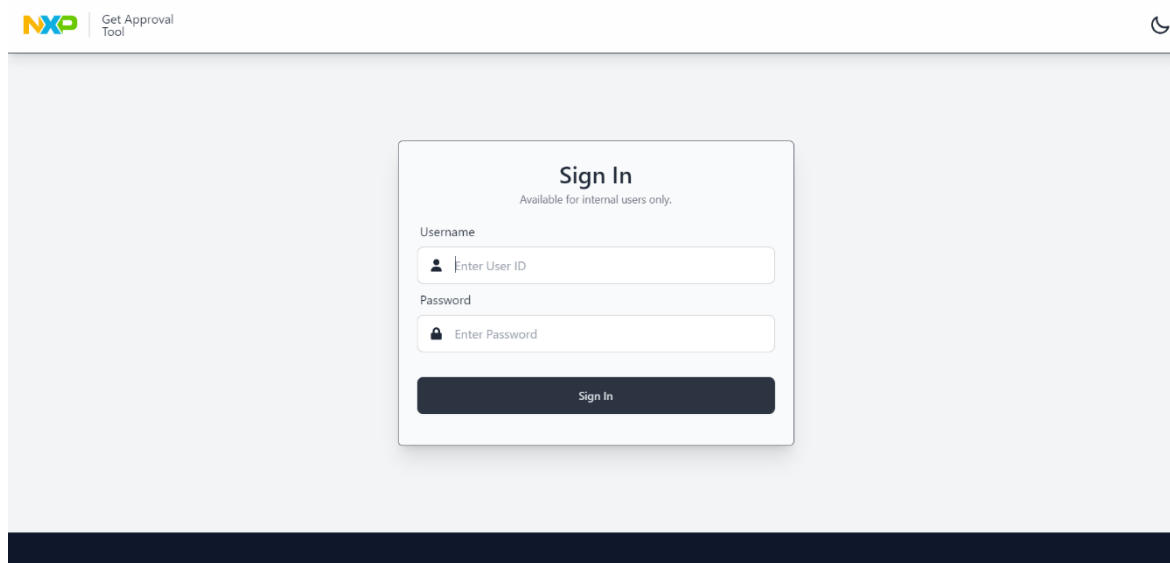 NXP
Get Approval
Tool
Sign In
Available for internal users only.
Username
Enter User ID
Password
Enter Password
Sign In